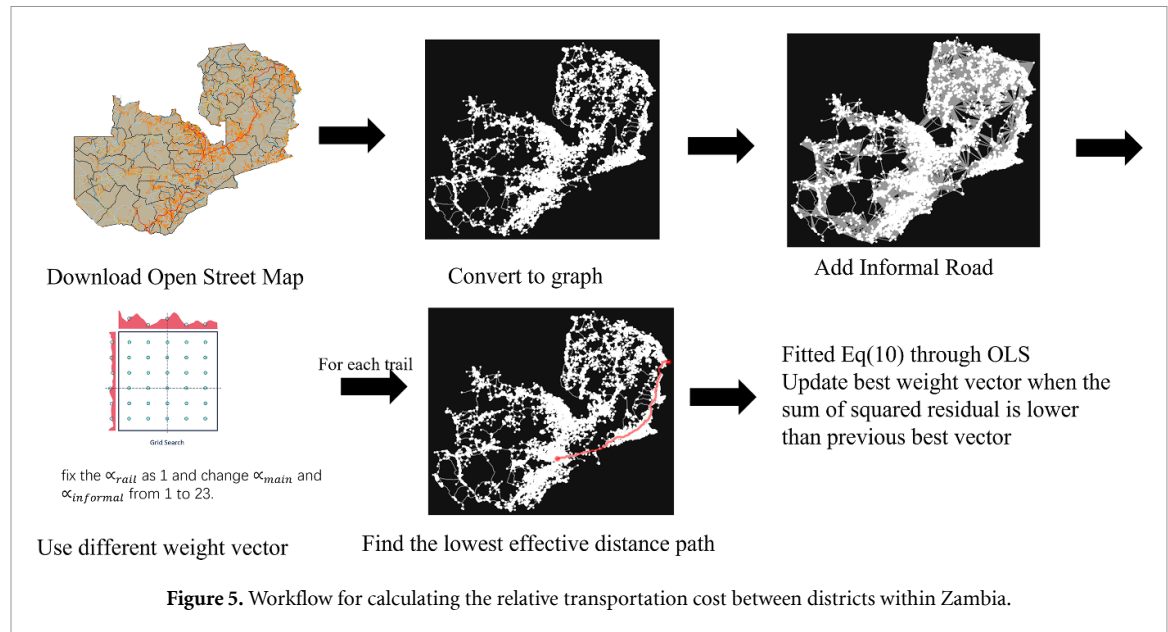 Download Open Street Map
Convert to graph
Add Informal Road
Grid Search
fix the ∝rail as 1 and change ∝main and
∝informal from 1 to 23.
Use different weight vector
For each trail
Find the lowest effective distance path
Fitted Eq(10) through OLS
Update best weight vector when the
sum of squared residual is lower
than previous best vector
Figure 5. Workflow for calculating the relative transportation cost between districts within Zambia.